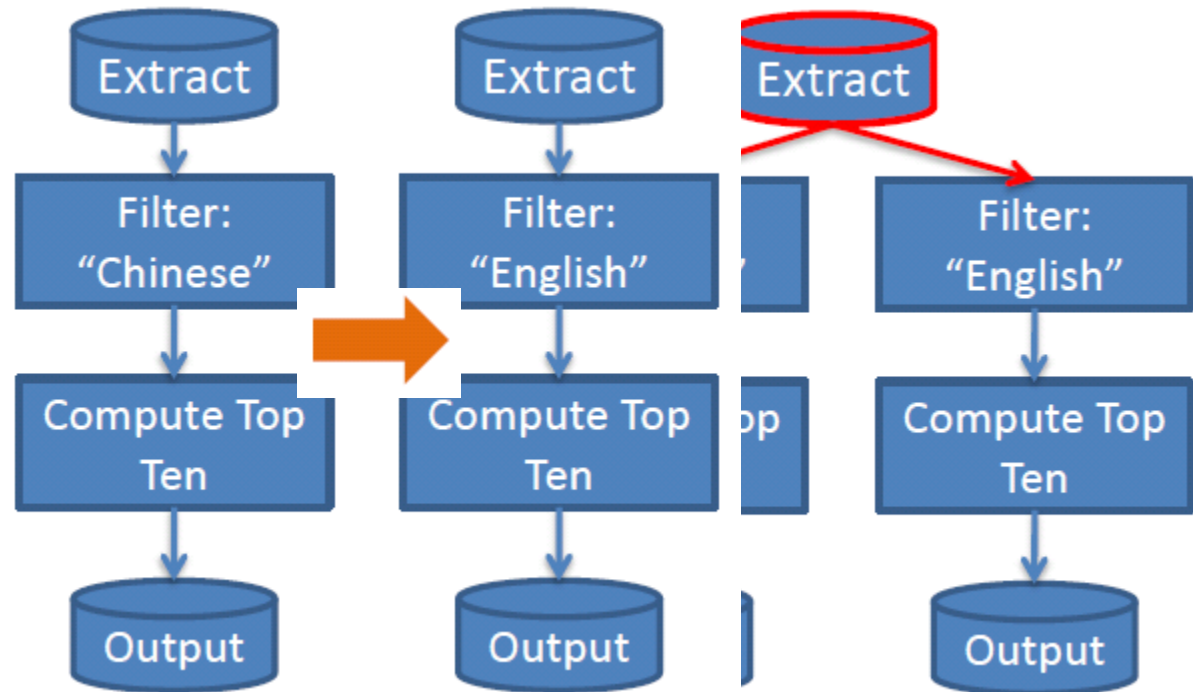 Extract
Filter:
“Chinese”
Compute Top
Ten
Output
Extract
Filter:
“English”
Compute Top
Ten
Output
Extract
Filter:
“English”
Compute Top
Ten
Output